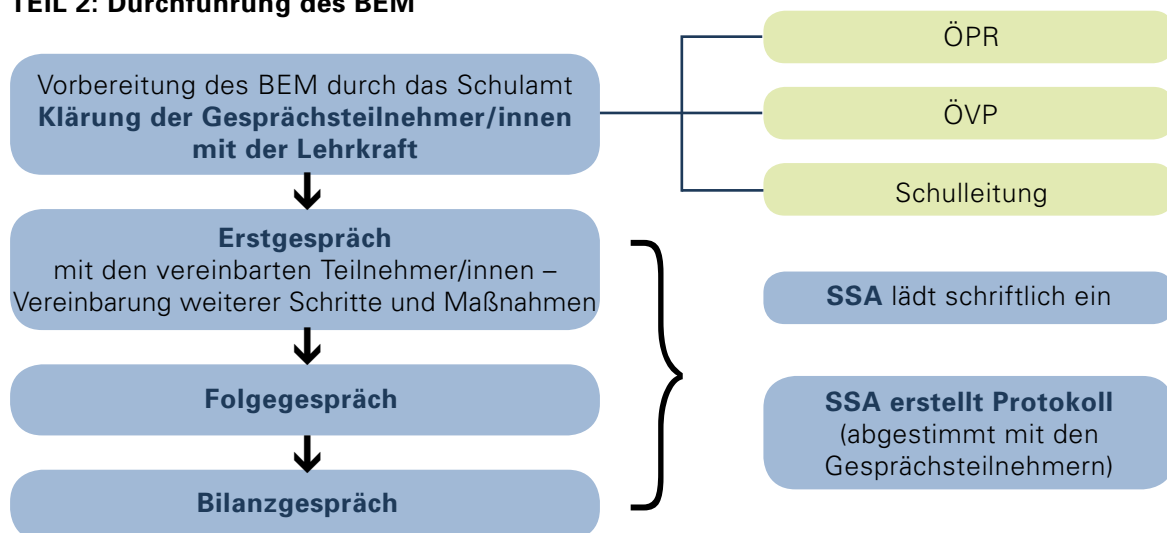 TEIL 2: Durchführung des BEM
Vorbereitung des BEM durch das Schulamt
Klärung der Gesprächsteilnehmer/innen
mit der Lehrkraft
ÖPR
ÖVP
Schulleitung
Erstgespräch
mit den vereinbarten Teilnehmer/innen –
Vereinbarung weiterer Schritte und Maßnahmen
Folgegespräch
Bilanzgespräch
SSA lädt schriftlich ein
SSA erstellt Protokoll
(abgestimmt mit den
Gesprächsteilnehmern)